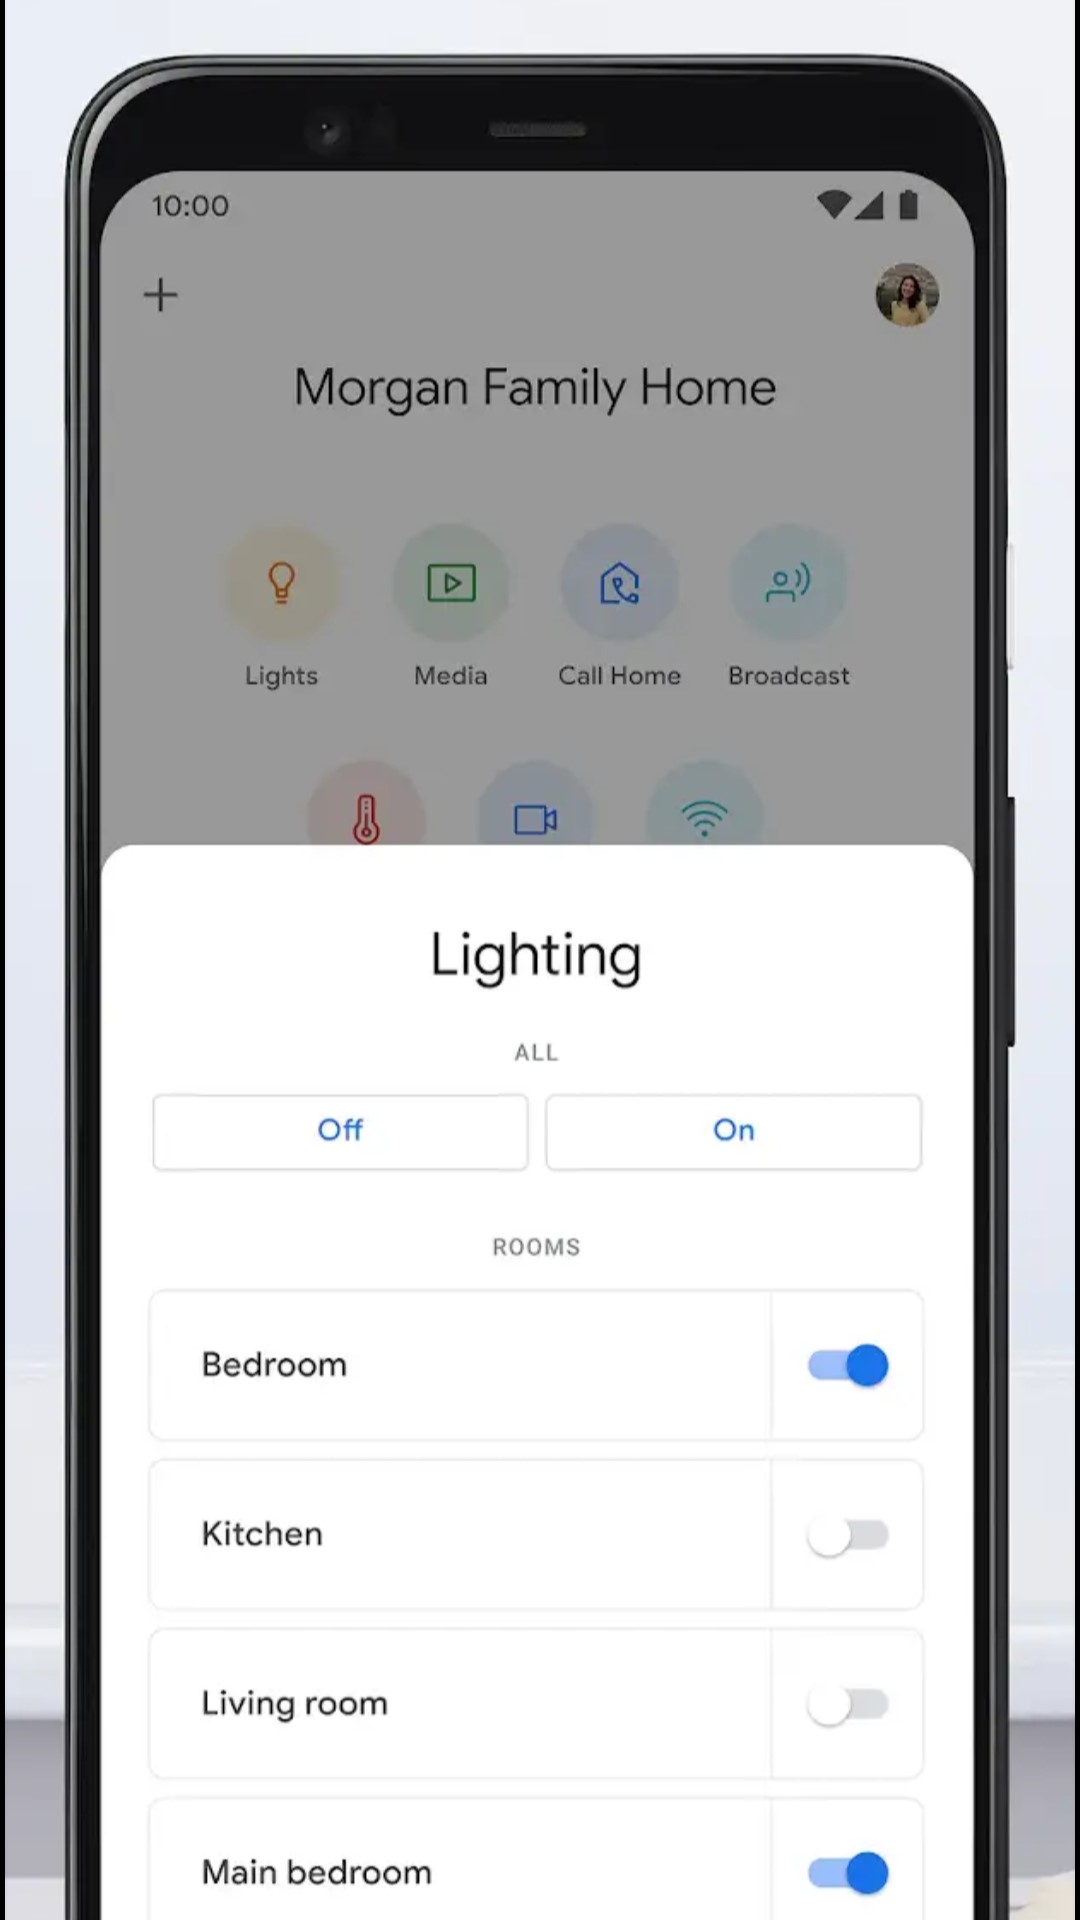 10:00
Morgan Family Home
Lights Media Call Home Broadcast
Lighting
ALL
Off On
ROOMS
Bedroom
Kitchen
Living room
Main bedroom